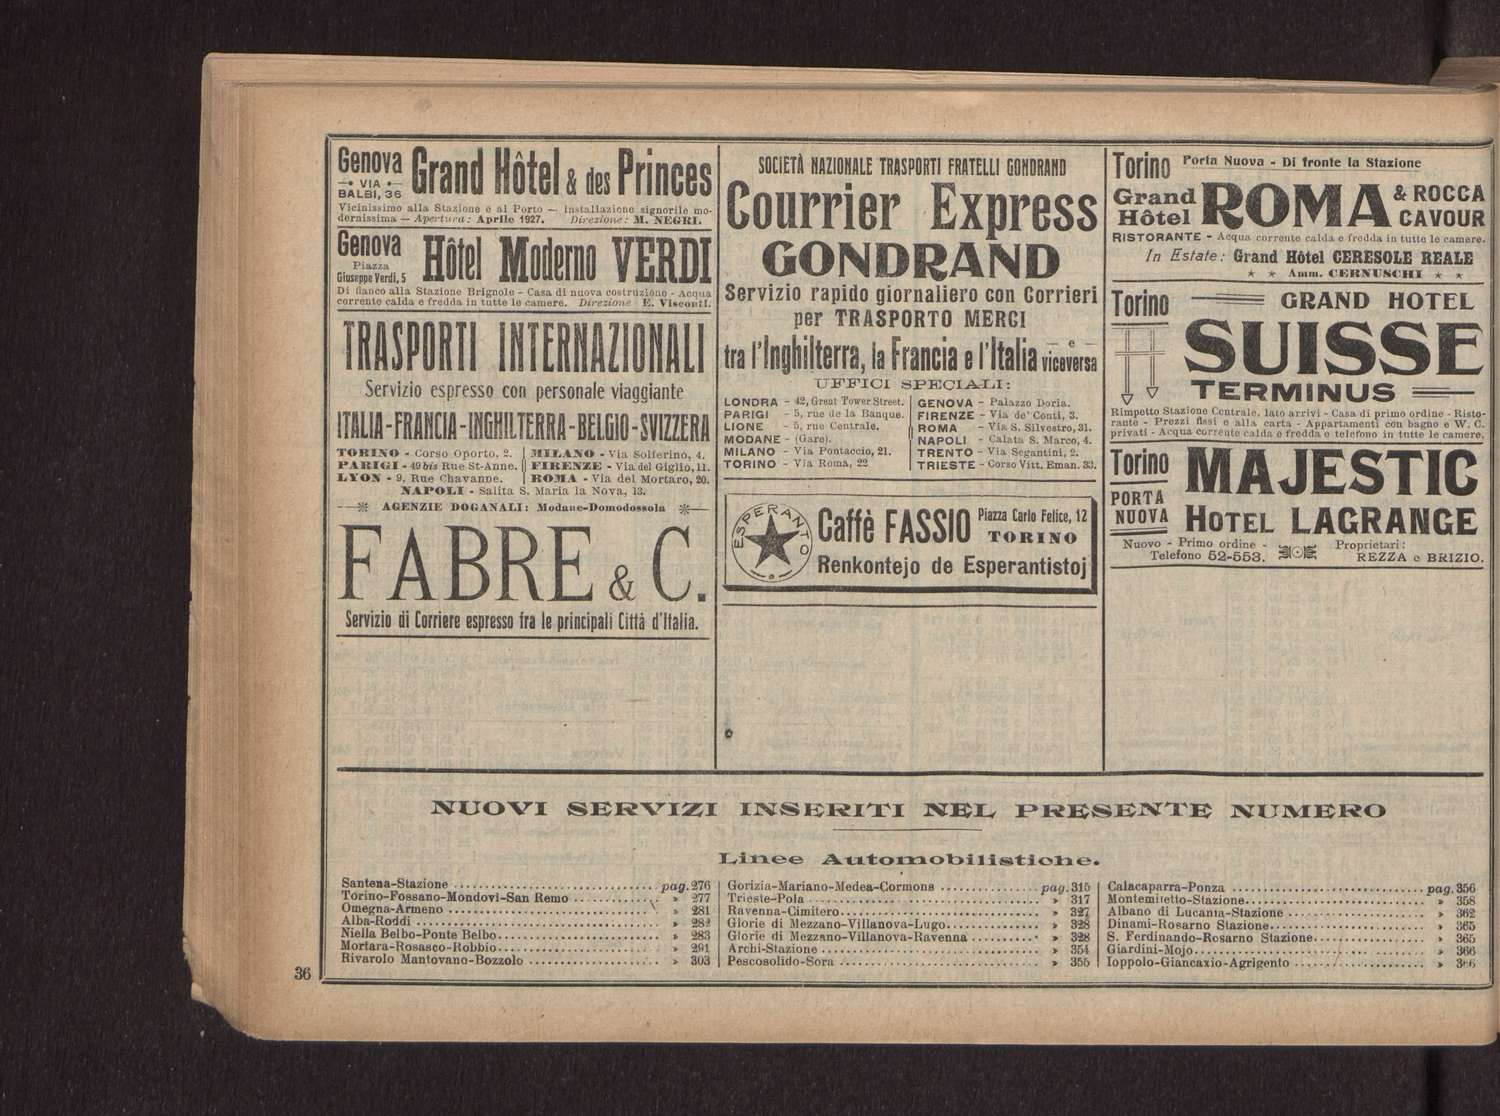 Genova
—• VIA •—
BALBI, 36
Grand Hôtel & des Princes
Vicinissimo alla Stazione e al Porto — Installazione signorile mo-
dernissima — Apertura: Aprile 1927. Direzione: M. NEGRI.
Genova
Piazza
Giuseppe Verdi, 5
Hôtel Moderno VERDI
Di fianco alla Stazione Brignole - Casa di nuova costruzione - Acqua
corrente calda e fredda in tutte le camere. Direzione E. Visconti.
TRASPORTI INTERNAZIONALI
Servizio espresso con personale viaggiante
ITALIA-FRANCIA-INGHILTERRA-BELGIO-SVIZZERA
TORINO - Corso Oporto, 2.
PARIGI - 49 bis Rue St-Anne.
LYON - 9, Rue Chavanne.
MILANO - Via Solferino, 4.
FIRENZE - Via del Giglio, 11.
ROMA - Via del Mortaro, 20.
NAPOLI - Salita S. Maria la Nova, 13.
AGENZIE DOGANALI: Modane-Domodossola
FABRE & C.
Servizio di Corriere espresso fra le principali Città d'Italia.
SOCIETÀ NAZIONALE TRASPORTI FRATELLI GONDRAND
Courrier Express
GONDRAND
Servizio rapido giornaliero con Corrieri
per TRASPORTO MERCI
tra l'Inghilterra, la Francia e l'Italia — e — viceversa
UFFICI SPECIALI:
LONDRA - 42, Great Tower Street.
PARIGI - 5, rue de la Banque.
LIONE - 5, rue Centrale.
MODANE - (Gare).
MILANO - Via Pontaccio, 21.
TORINO - Via Roma, 22
GENOVA - Palazzo Doria.
FIRENZE - Via de' Conti, 3.
ROMA - Via S. Silvestro, 31.
NAPOLI - Calata S. Marco, 4.
TRENTO - Via Segantini, 2.
TRIESTE - Corso Vitt. Eman. 33.
ESPERANTO
Caffè FASSIO
Piazza Carlo Felice, 12
TORINO
Renkontejo de Esperantistoj
Torino
Porta Nuova - Di fronte la Stazione
Grand Hôtel ROMA & ROCCA CAVOUR
RISTORANTE - Acqua corrente calda e fredda in tutte le camere.
In Estate: Grand Hôtel CERESOLE REALE
* * Amm. CERNUSCHI * *
Torino
GRAND HOTEL
SUISSE
TERMINUS
Rimpetto Stazione Centrale, lato arrivi - Casa di primo ordine - Risto-
rante - Prezzi fissi e alla carta - Appartamenti con bagno e W. C.
privati - Acqua corrente calda e fredda e telefono in tutte le camere.
Torino
PORTA
NUOVA
MAJESTIC
HOTEL LAGRANGE
Nuovo - Primo ordine -
Telefono 52-553.
Proprietari:
REZZA e BRIZIO.
NUOVI SERVIZI INSERITI NEL PRESENTE NUMERO
Linee Automobilistiche.
Santena-Stazione pag. 276
Torino-Fossano-Mondovì-San Remo » 277
Omegna-Armeno » 281
Alba-Roddi » 282
Niella Belbo-Ponte Belbo » 283
Mortara-Rosasco-Robbio » 291
Rivarolo Mantovano-Bozzolo » 303
Gorizia-Mariano-Medea-Cormons pag. 315
Trieste-Pola » 317
Ravenna-Cimitero » 327
Glorie di Mezzano-Villanova-Lugo » 328
Glorie di Mezzano-Villanova-Ravenna » 328
Archi-Stazione » 354
Pescosolido-Sora » 355
Calacaparra-Ponza pag. 356
Montemiletto-Stazione » 358
Albano di Lucania-Stazione » 362
Dinami-Rosarno Stazione » 365
S. Ferdinando-Rosarno Stazione » 365
Giardini-Mojo » 366
Ioppolo-Giancaxio-Agrigento » 366
36